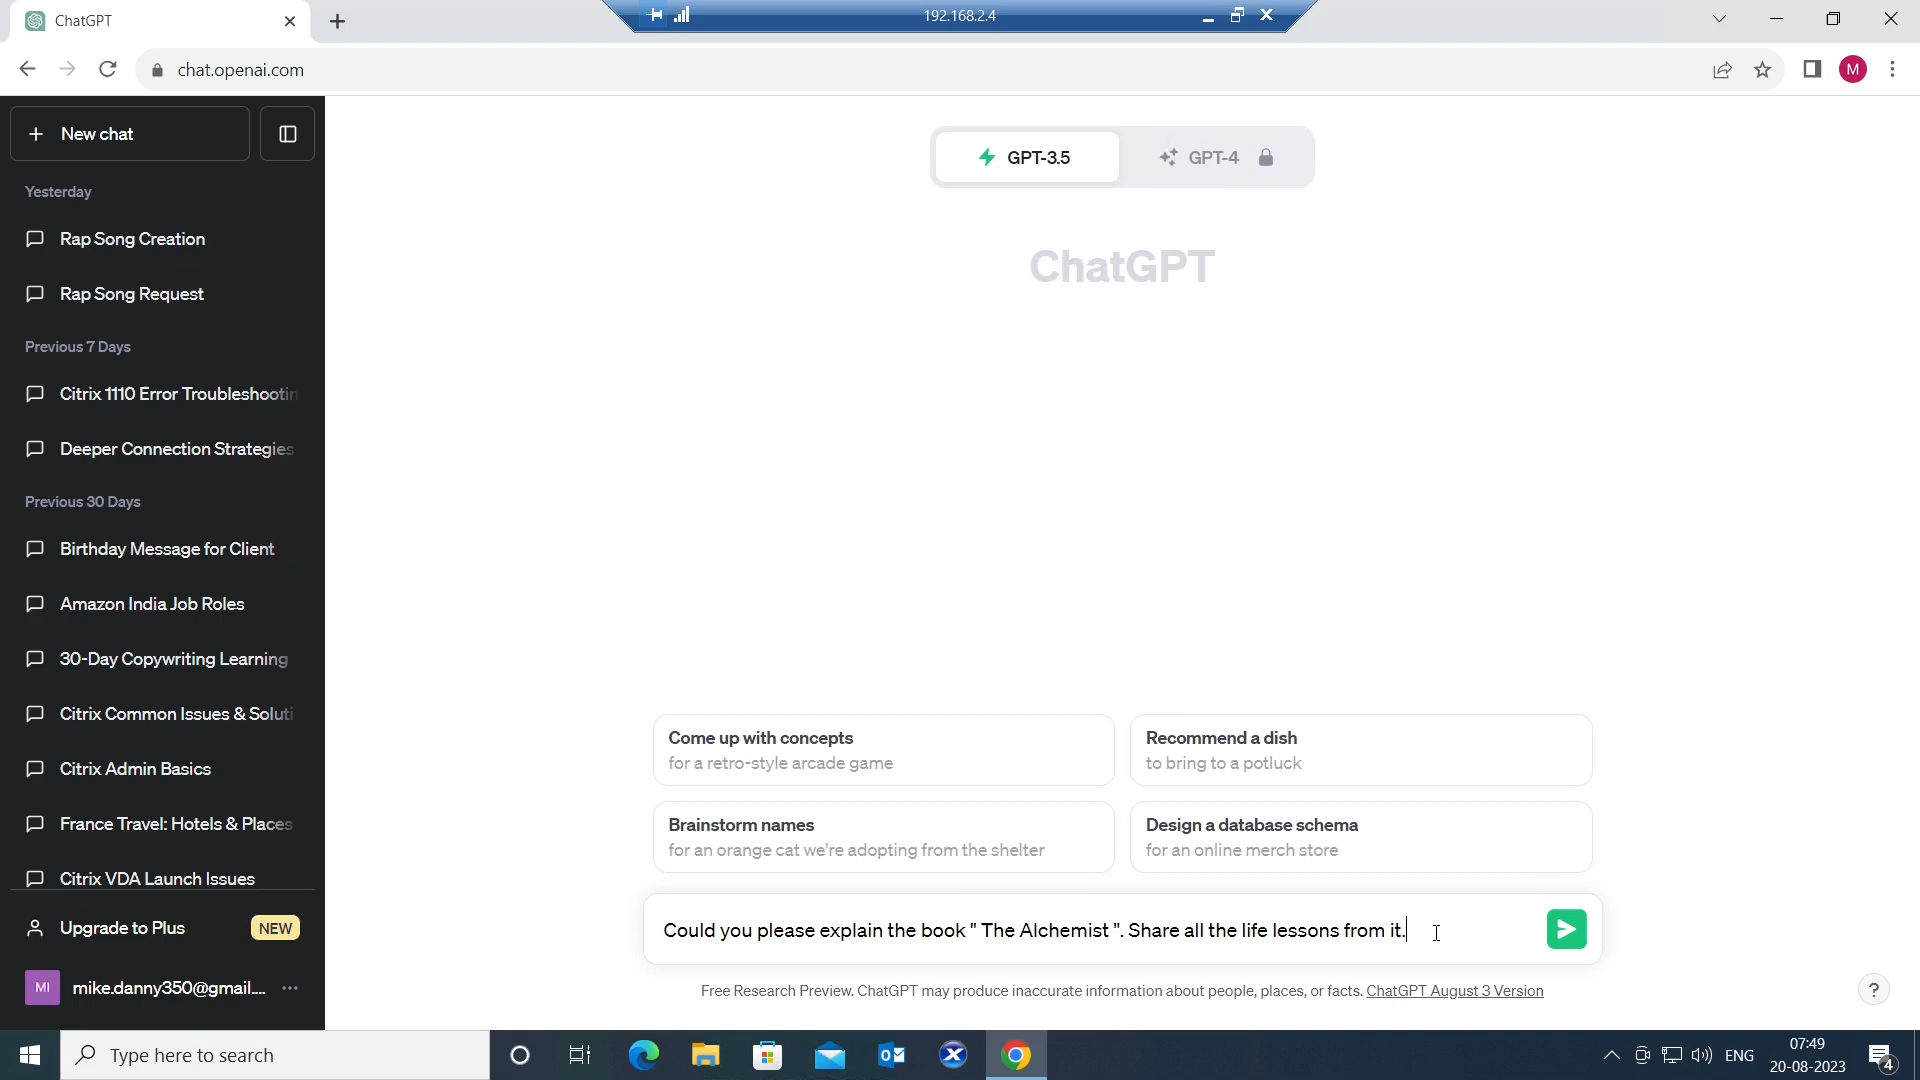 ChatGPT
192.168.2.4
chat.openai.com
M
New chat
Yesterday
Rap Song Creation
Rap Song Request
Previous 7 Days
Citrix 1110 Error Troubleshootin
Deeper Connection Strategies
Previous 30 Days
Birthday Message for Client
Amazon India Job Roles
30-Day Copywriting Learning
Citrix Common Issues & Soluti
Citrix Admin Basics
France Travel: Hotels & Places
Citrix VDA Launch Issues
Upgrade to Plus NEW
MI mike.danny350@gmail....
GPT-3.5 GPT-4
ChatGPT
Come up with concepts
for a retro-style arcade game
Recommend a dish
to bring to a potluck
Brainstorm names
for an orange cat we're adopting from the shelter
Design a database schema
for an online merch store
Could you please explain the book " The Alchemist ". Share all the life lessons from it.
Free Research Preview. ChatGPT may produce inaccurate information about people, places, or facts. ChatGPT August 3 Version
?
Type here to search
ENG
07:49
20-08-2023
4